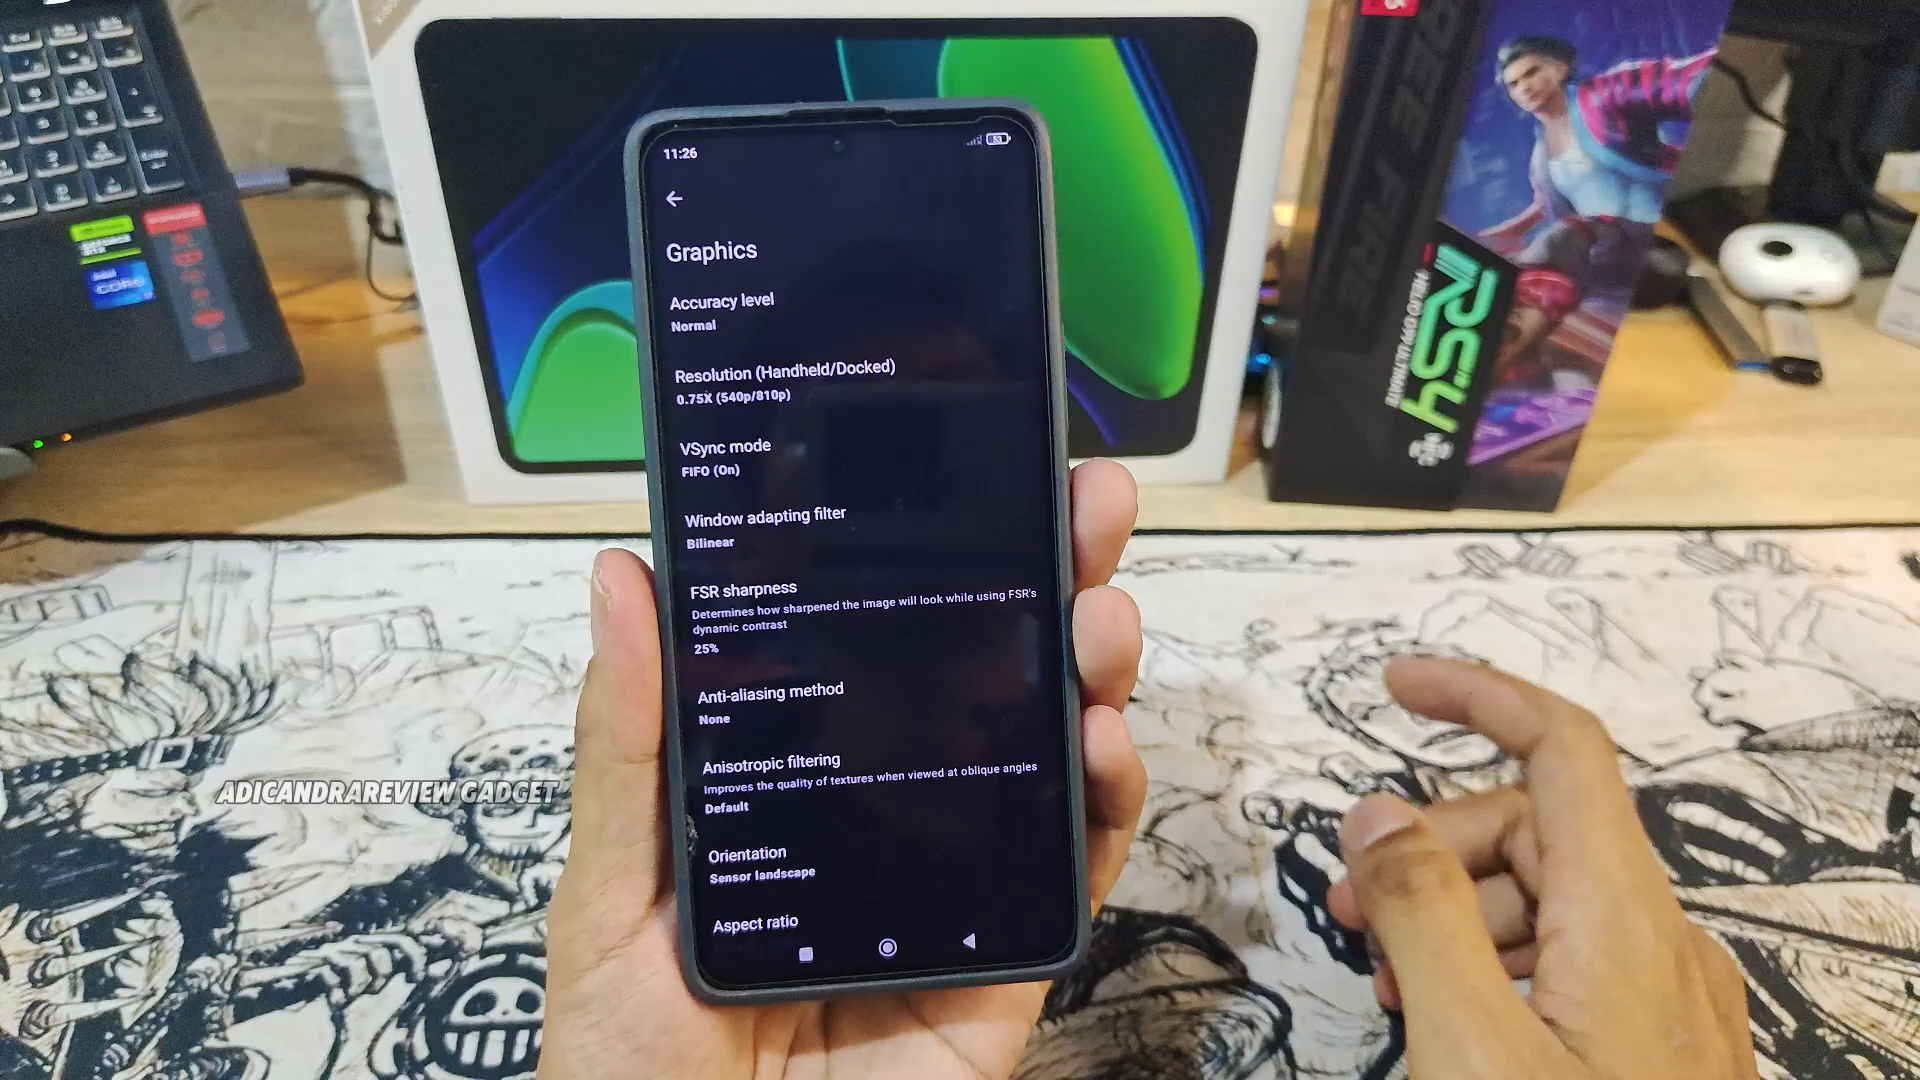 11:26
53
Graphics
Accuracy level
Normal
Resolution (Handheld/Docked)
0.75X (540p/810p)
VSync mode
FIFO (On)
Window adapting filter
Bilinear
FSR sharpness
Determines how sharpened the image will look while using FSR's
dynamic contrast
25%
Anti-aliasing method
None
Anisotropic filtering
Improves the quality of textures when viewed at oblique angles
Default
Orientation
Sensor landscape
Aspect ratio
ADICANDRAREVIEW GADGET
CORE
FREE FIRE